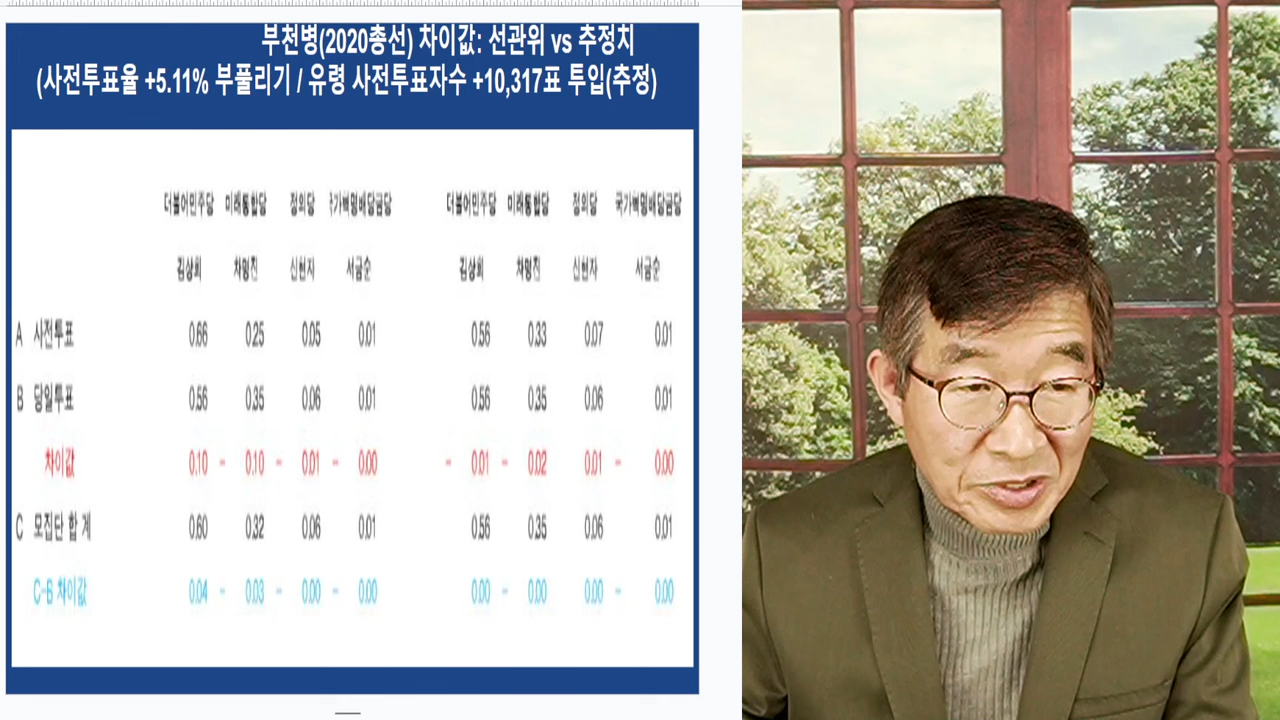 부천병(2020총선) 차이값: 선관위 vs 추정치
(사전투표율 +5.11% 부풀리기 / 유령 사전투표자수 +10,317표 투입(추정)
더불어민주당 미래통합당 정의당 국가혁명배당금당 더불어민주당 미래통합당 정의당 국가혁명배당금당
김상희 차명진 신현자 서금순 김상희 차명진 신현자 서금순
A 사전투표 0.66 0.25 0.05 0.01 0.56 0.33 0.07 0.01
B 당일투표 0.56 0.35 0.06 0.01 0.56 0.35 0.06 0.01
차이값 0.10 - 0.10 - 0.01 - 0.00 - 0.01 - 0.02 0.01 - 0.00
C 모집단 합 계 0.60 0.32 0.06 0.01 0.56 0.35 0.06 0.01
C-B 차이값 0.04 - 0.03 - 0.00 - 0.00 0.00 - 0.00 0.00 - 0.00